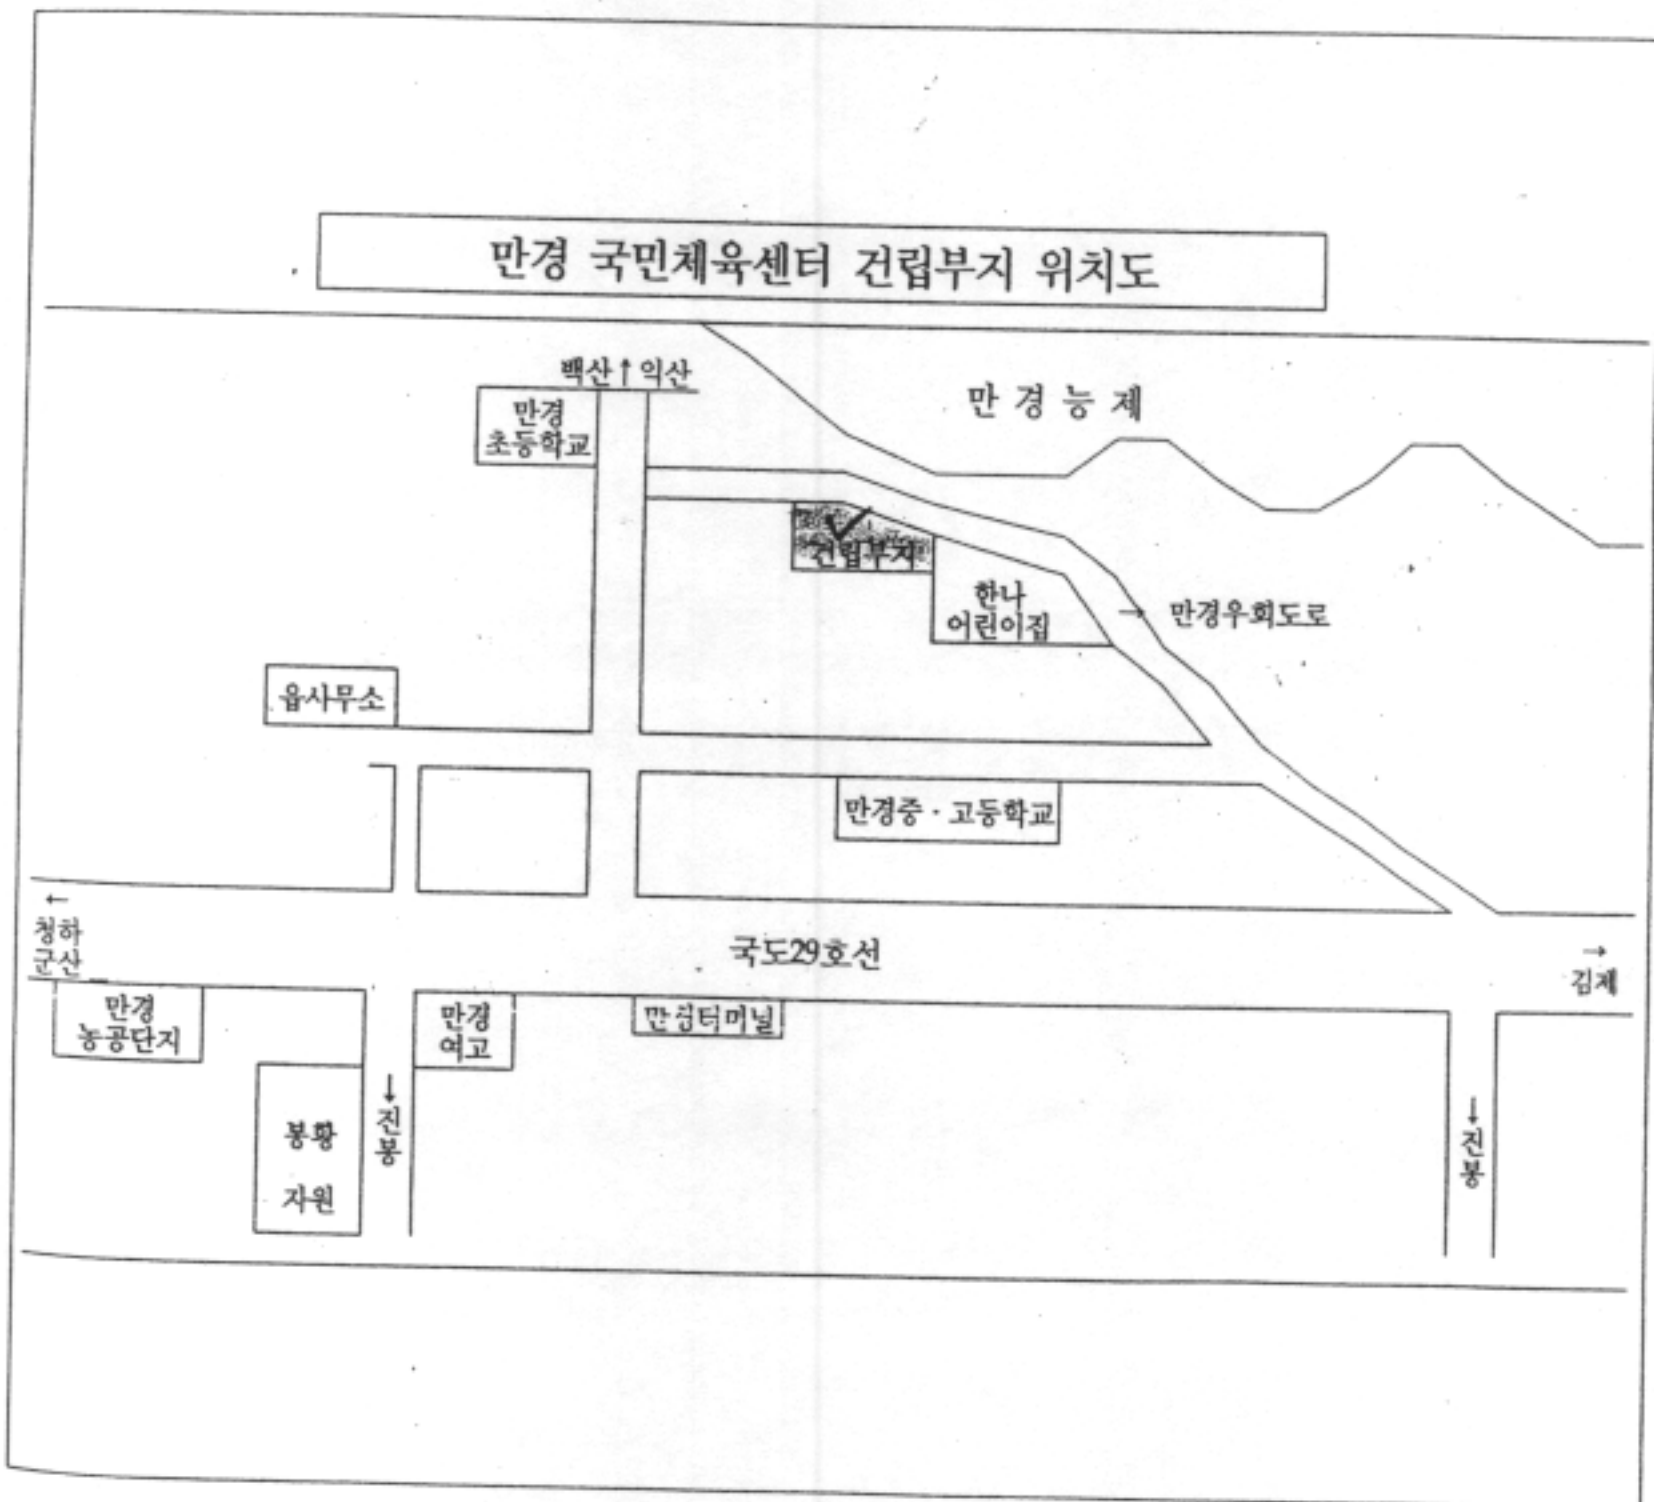 만경 국민체육센터 건립부지 위치도
백산↑익산
만경
초등학교
만 경 능 제
건립부지
한나
어린이집
→ 만경우회도로
읍사무소
만경중·고등학교
←
청하
군산
국도29호선
→
김제
만경
농공단지
만경
여고
만경터미널
봉황
자원
↓
진
봉
↓
진
봉